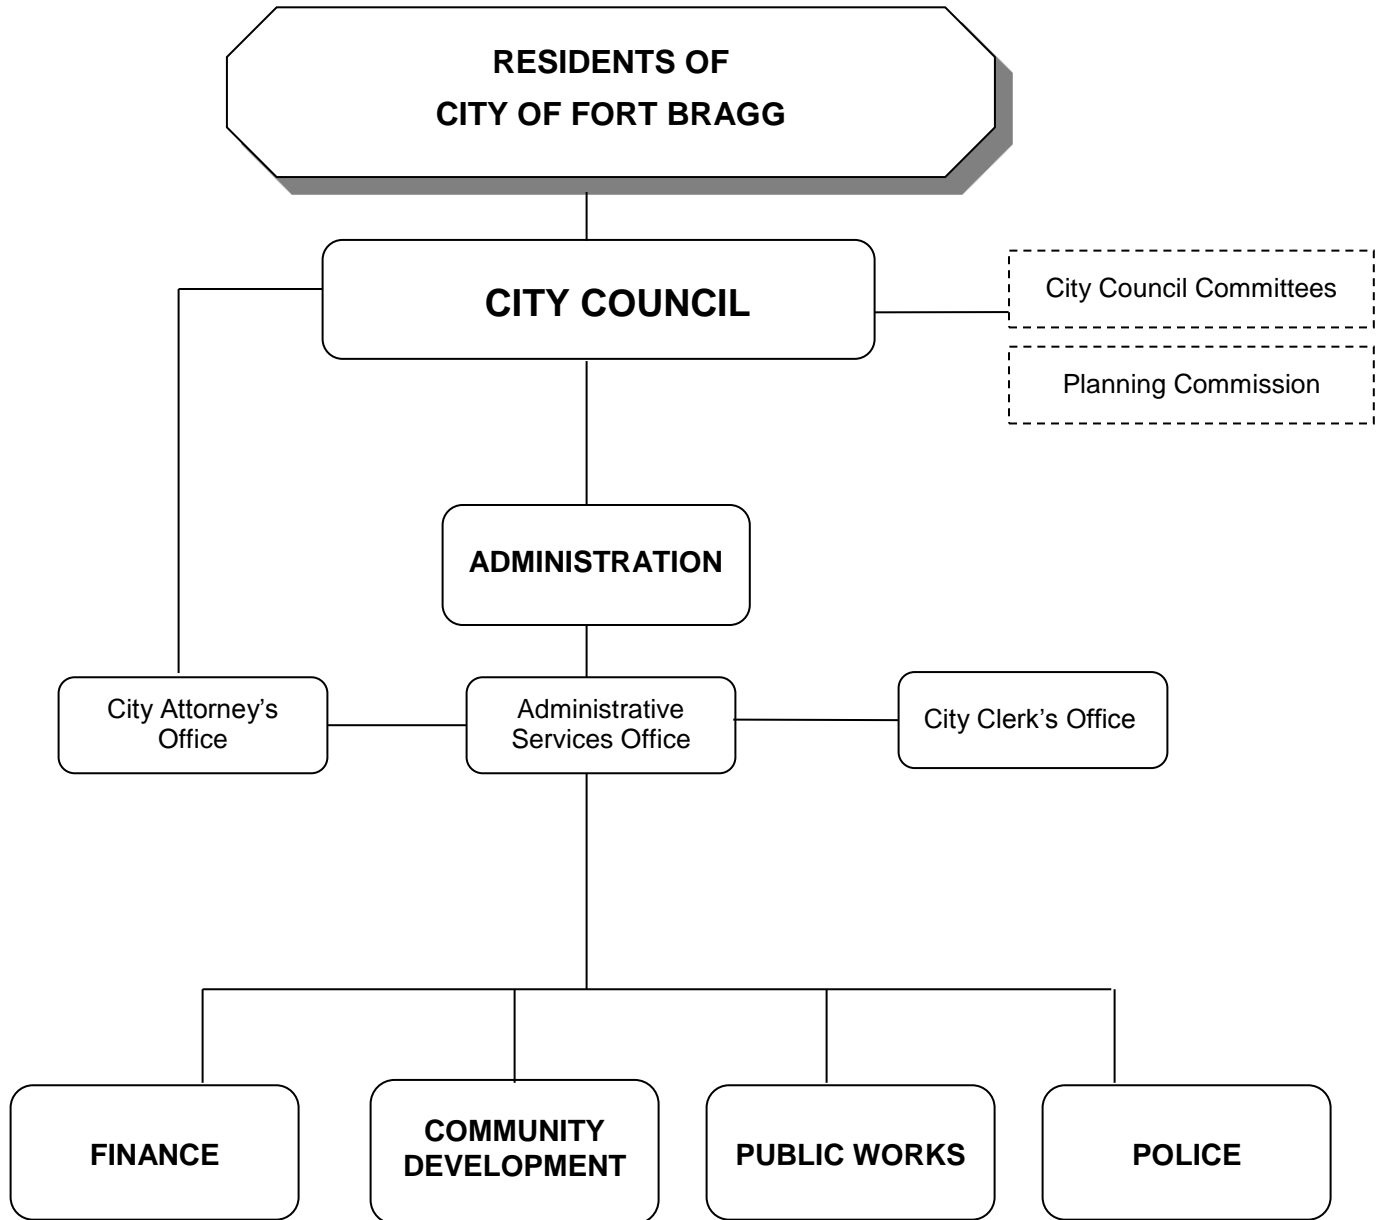 RESIDENTS OF
CITY OF FORT BRAGG
CITY COUNCIL
City Council Committees
Planning Commission
ADMINISTRATION
City Attorney’s
Office
Administrative
Services Office
City Clerk’s Office
FINANCE
COMMUNITY
DEVELOPMENT
PUBLIC WORKS
POLICE